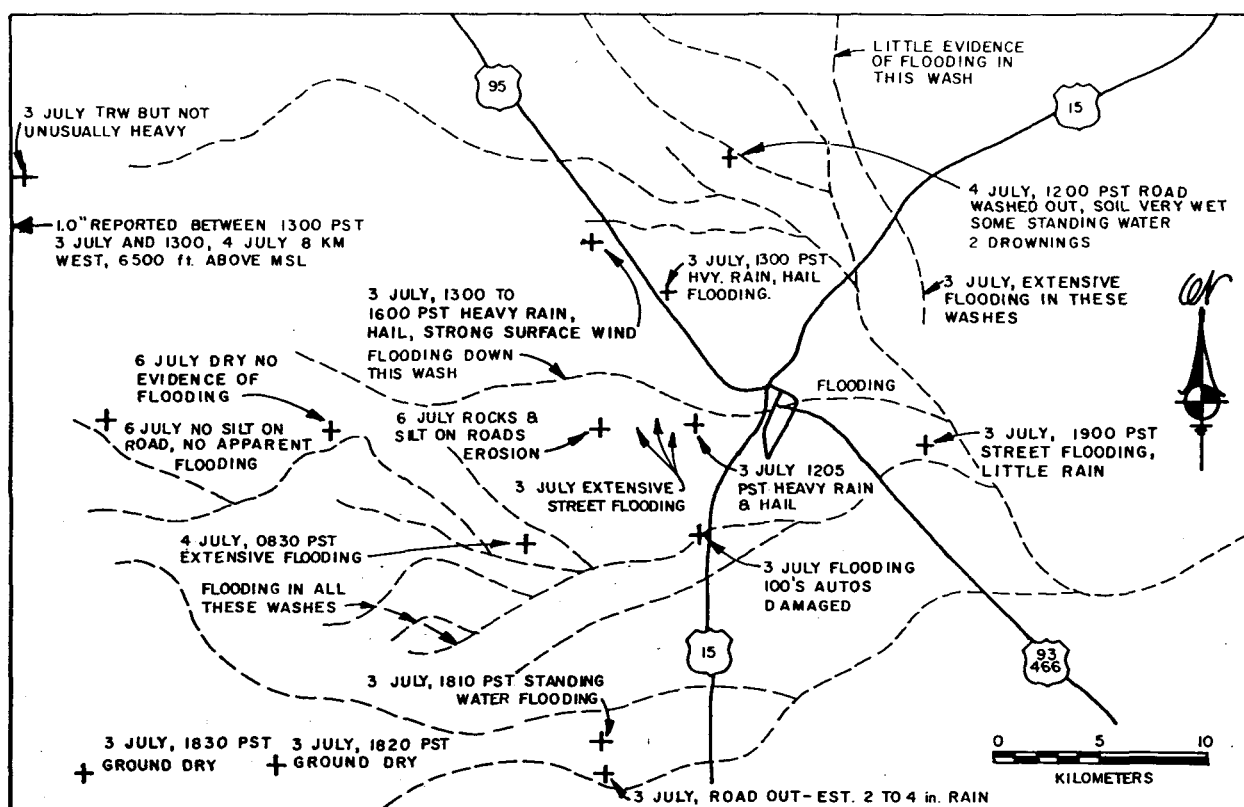 LITTLE EVIDENCE
OF FLOODING IN
THIS WASH
95
15
3 JULY TRW BUT NOT
UNUSUALLY HEAVY
1.0" REPORTED BETWEEN 1300 PST
3 JULY AND 1300, 4 JULY 8 KM
WEST, 6500 ft. ABOVE MSL
4 JULY, 1200 PST ROAD
WASHED OUT, SOIL VERY WET
SOME STANDING WATER
2 DROWNINGS
3 JULY, 1300 PST
HVY. RAIN, HAIL
FLOODING.
3 JULY, EXTENSIVE
FLOODING IN THESE
WASHES
N
3 JULY, 1300 TO
1600 PST HEAVY RAIN,
HAIL, STRONG SURFACE WIND
FLOODING DOWN
THIS WASH
6 JULY DRY NO
EVIDENCE OF
FLOODING
FLOODING
6 JULY NO SILT ON
ROAD, NO APPARENT
FLOODING
6 JULY ROCKS &
SILT ON ROADS
EROSION
3 JULY EXTENSIVE
STREET FLOODING
3 JULY 1205
PST HEAVY RAIN
& HAIL
3 JULY, 1900 PST
STREET FLOODING,
LITTLE RAIN
4 JULY, 0830 PST
EXTENSIVE FLOODING
3 JULY FLOODING
100'S AUTOS
DAMAGED
FLOODING IN ALL
THESE WASHES
15
93
466
3 JULY, 1810 PST STANDING
WATER FLOODING
3 JULY, 1830 PST
GROUND DRY
3 JULY, 1820 PST
GROUND DRY
3 JULY, ROAD OUT-EST. 2 TO 4 in. RAIN
0 5 10
KILOMETERS